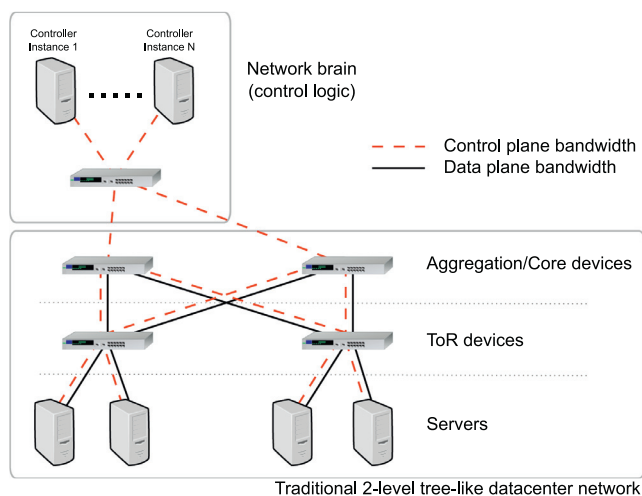 Controller
Instance 1
Controller
Instance N
Network brain
(control logic)
Control plane bandwidth
Data plane bandwidth
Aggregation/Core devices
ToR devices
Servers
Traditional 2-level tree-like datacenter network